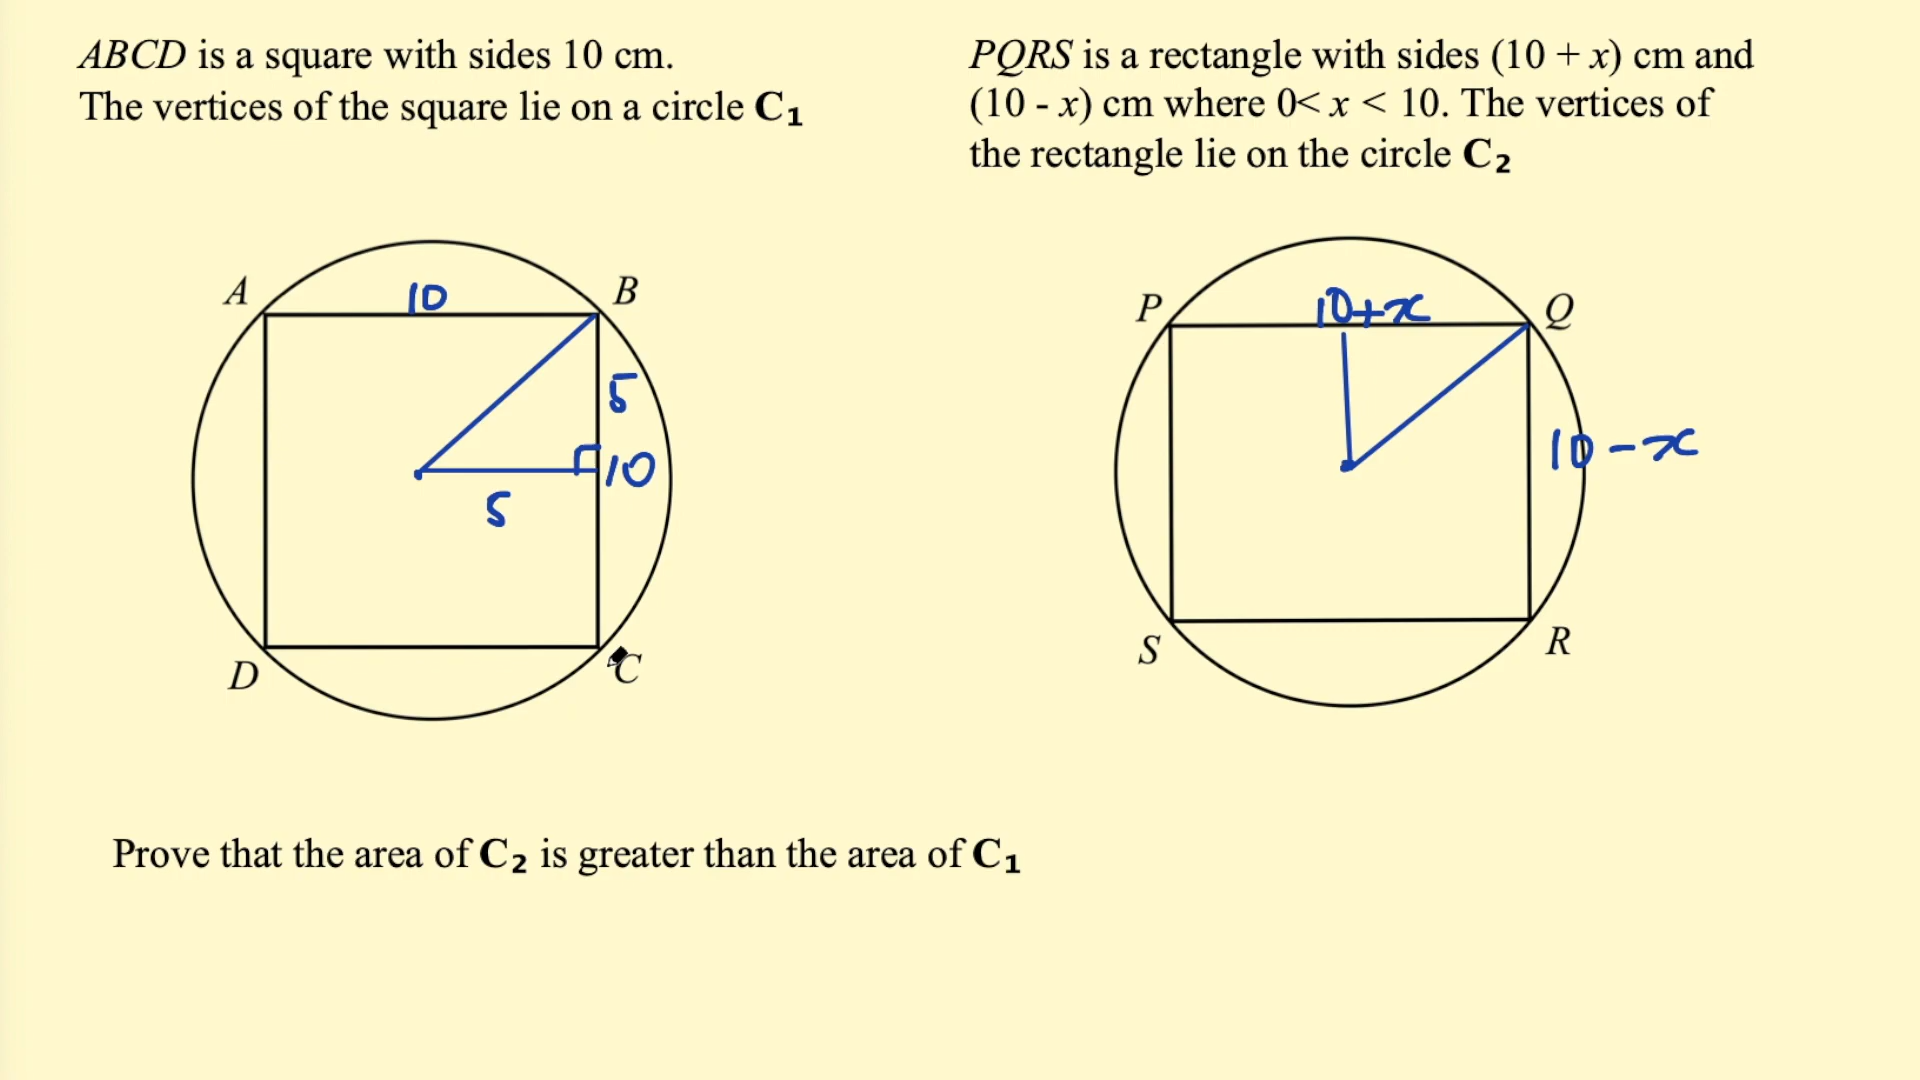 ABCD is a square with sides 10 cm.
The vertices of the square lie on a circle C₁
PQRS is a rectangle with sides (10 + x) cm and
(10 - x) cm where 0< x < 10. The vertices of
the rectangle lie on the circle C₂
A
10
B
5
10
5
D
C
P
10+x
Q
10-x
S
R
Prove that the area of C₂ is greater than the area of C₁